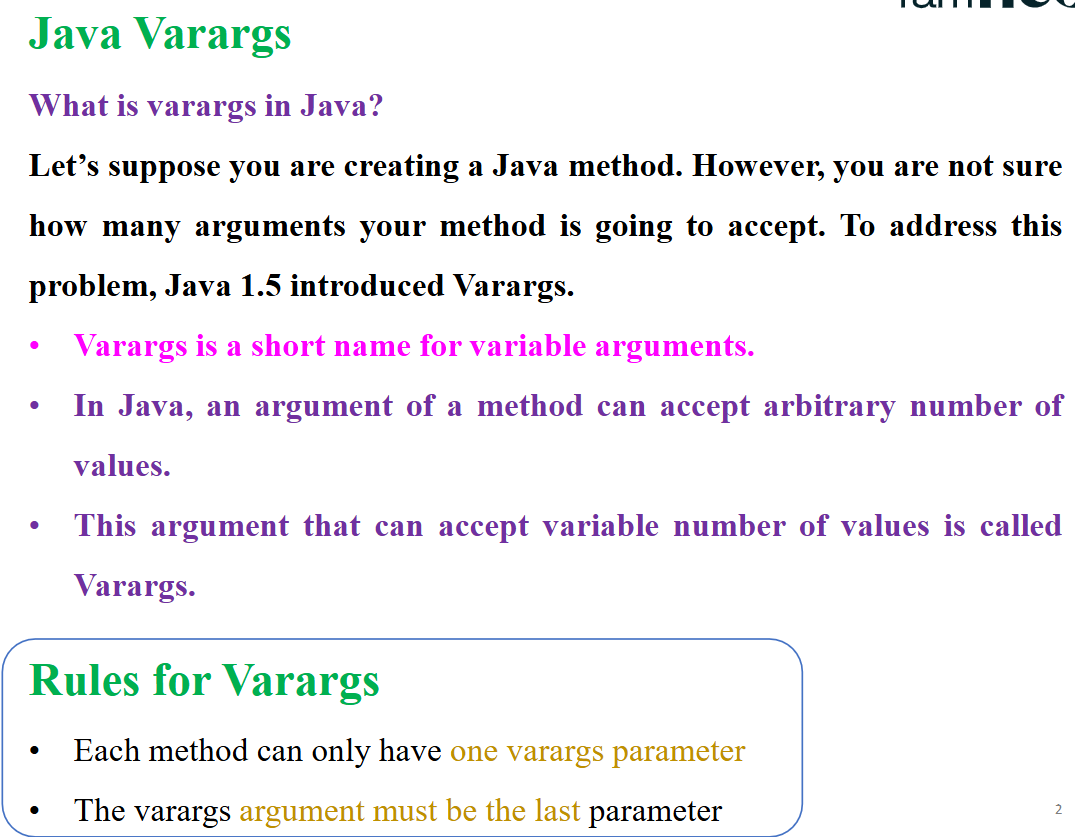 Java Varargs
What is varargs in Java?
Let’s suppose you are creating a Java method. However, you are not sure
how many arguments your method is going to accept. To address this
problem, Java 1.5 introduced Varargs.
• Varargs is a short name for variable arguments.
• In Java, an argument of a method can accept arbitrary number of
values.
• This argument that can accept variable number of values is called
Varargs.
Rules for Varargs
• Each method can only have one varargs parameter
• The varargs argument must be the last parameter
2